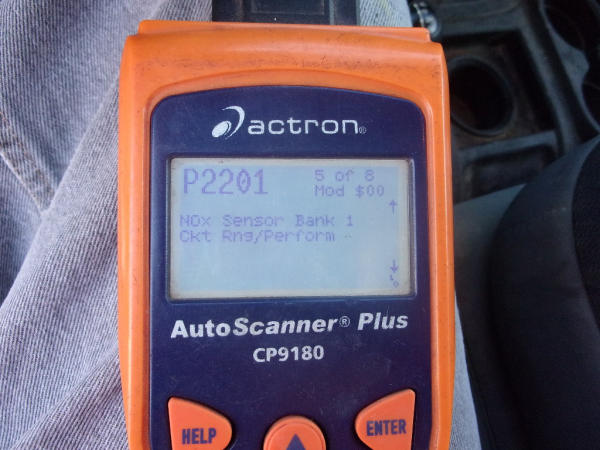 actron®
P2201 5 of 8
Mod $00
NOx Sensor Bank 1
Ckt Rng/Perform
AutoScanner® Plus
CP9180
HELP
ENTER